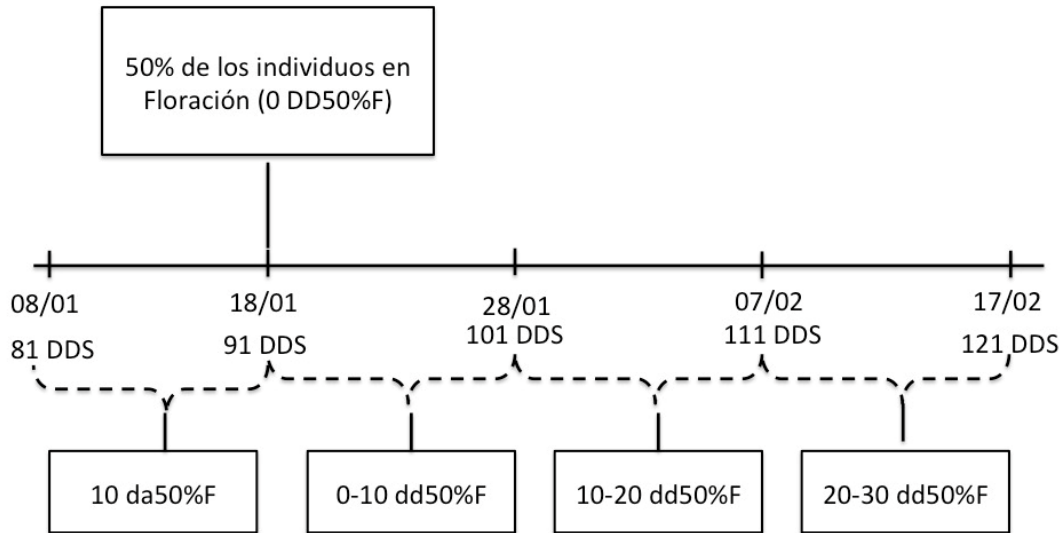 50% de los individuos en
Floración (0 DD50%F)
08/01
18/01
28/01
07/02
17/02
81 DDS
91 DDS
101 DDS
111 DDS
121 DDS
10 da50%F
0-10 dd50%F
10-20 dd50%F
20-30 dd50%F